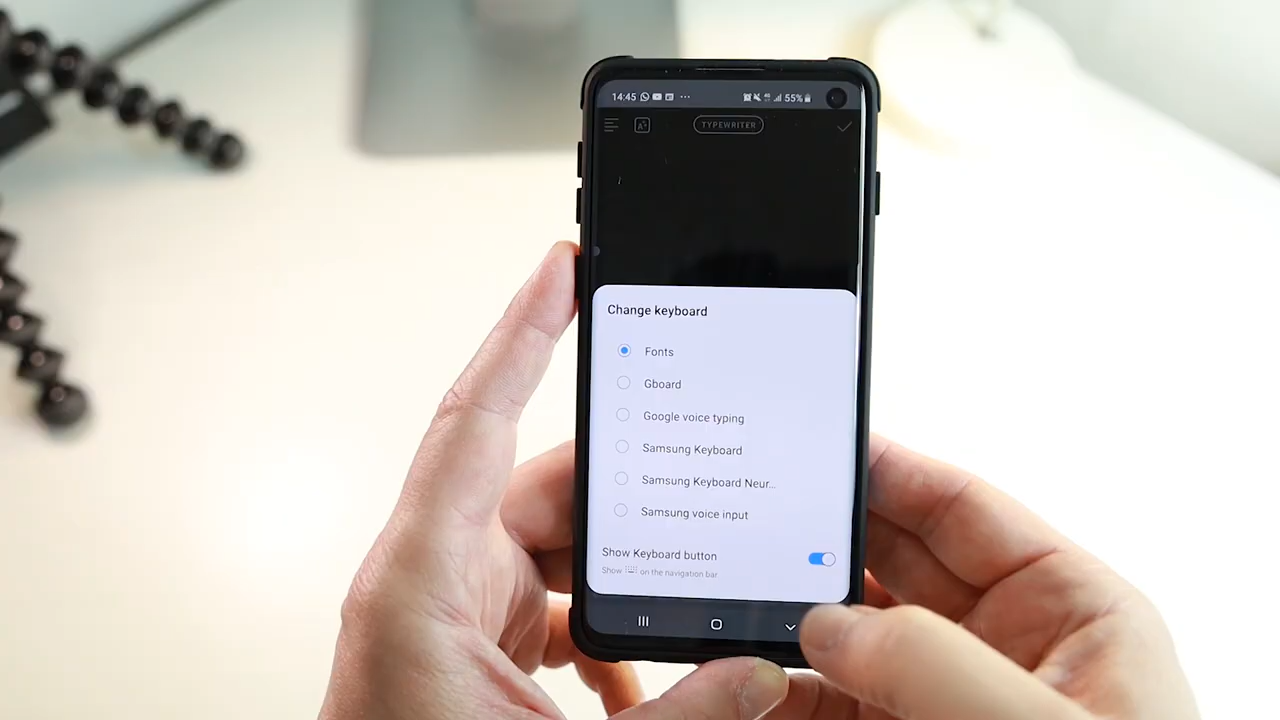 14:45 ... 55%
TYPEWRITER
Change keyboard
Fonts
Gboard
Google voice typing
Samsung Keyboard
Samsung Keyboard Neur...
Samsung voice input
Show Keyboard button
Show on the navigation bar